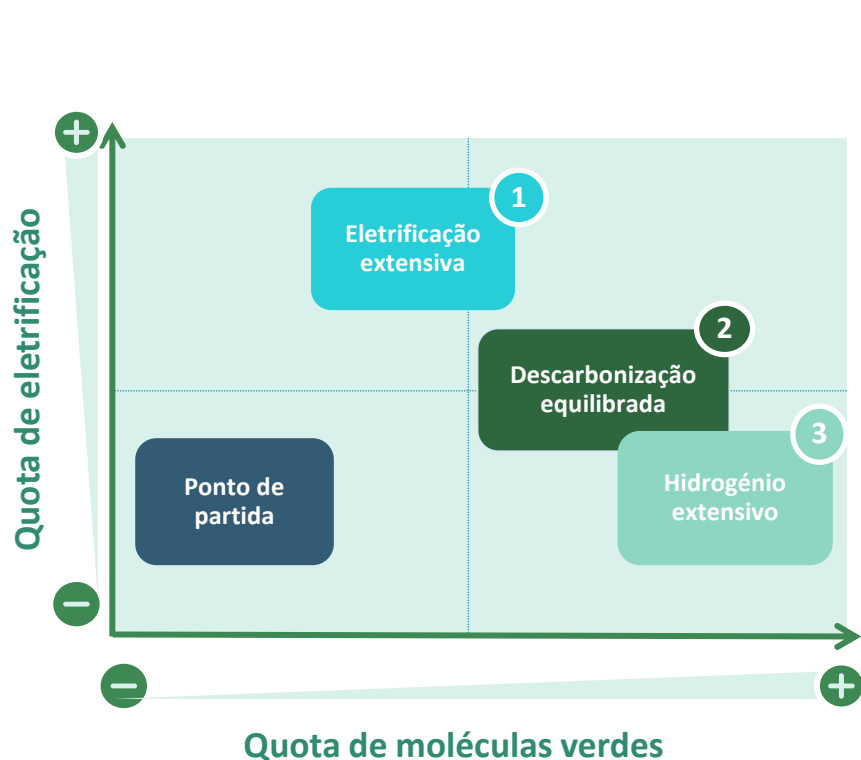 Quota de eletrificação
1
Eletrificação
extensiva
2
Descarbonização
equilibrada
3
Hidrogénio
extensivo
Ponto de
partida
Quota de moléculas verdes